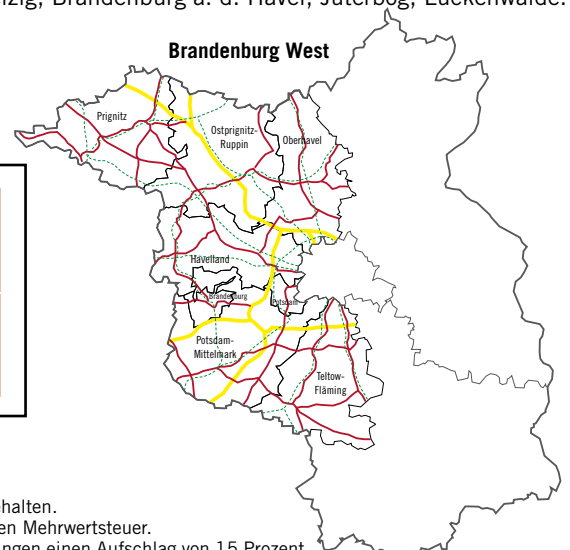 zig, Brandenburg a. d. Havel, Jüterbog, Luckenwalde.
Brandenburg West
Prignitz
Ostprignitz-
Ruppin
Oberhavel
Havelland
Brandenburg
Potsdam
Potsdam-
Mittelmark
Teltow-
Fläming
halten.
en Mehrwertsteuer.
ngen einen Aufschlag von 15 Prozent